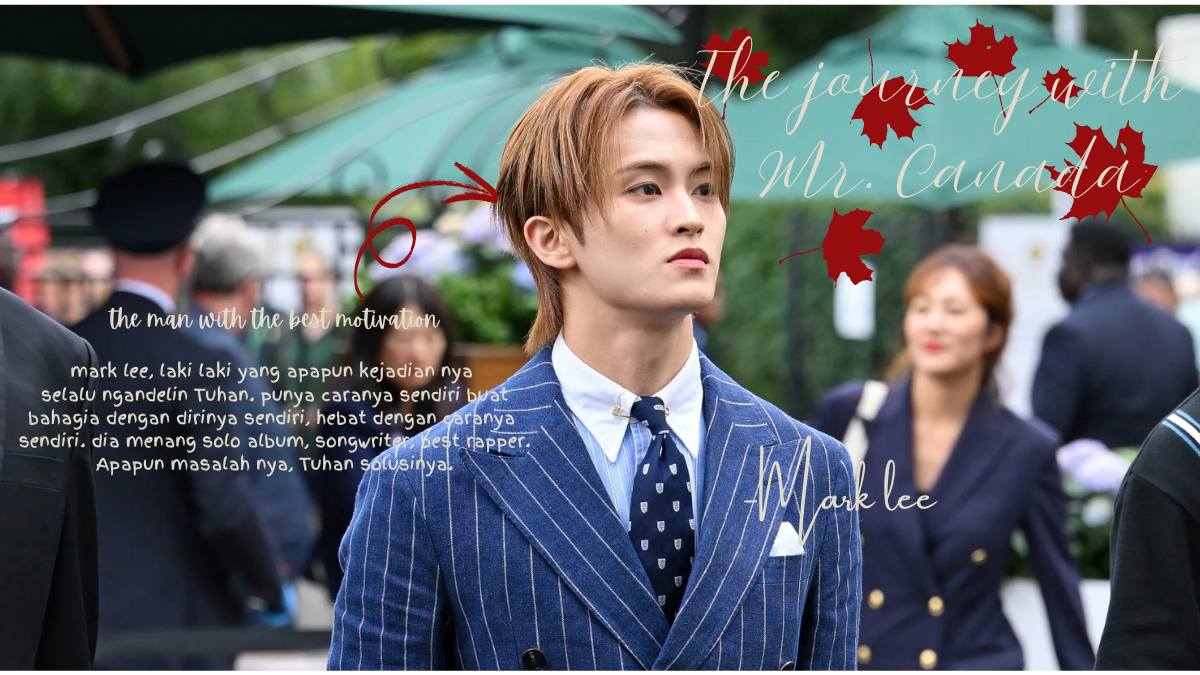 the journey with
Mr. Canada
the man with the best motivation
mark lee, laki laki yang apapun kejadian nya
selalu ngandelin Tuhan. punya caranya sendiri buat
bahagia dengan dirinya sendiri, hebat dengan caranya
sendiri. dia menang solo album, songwriter, best rapper.
Apapun masalah nya, Tuhan solusinya.
-Mark lee